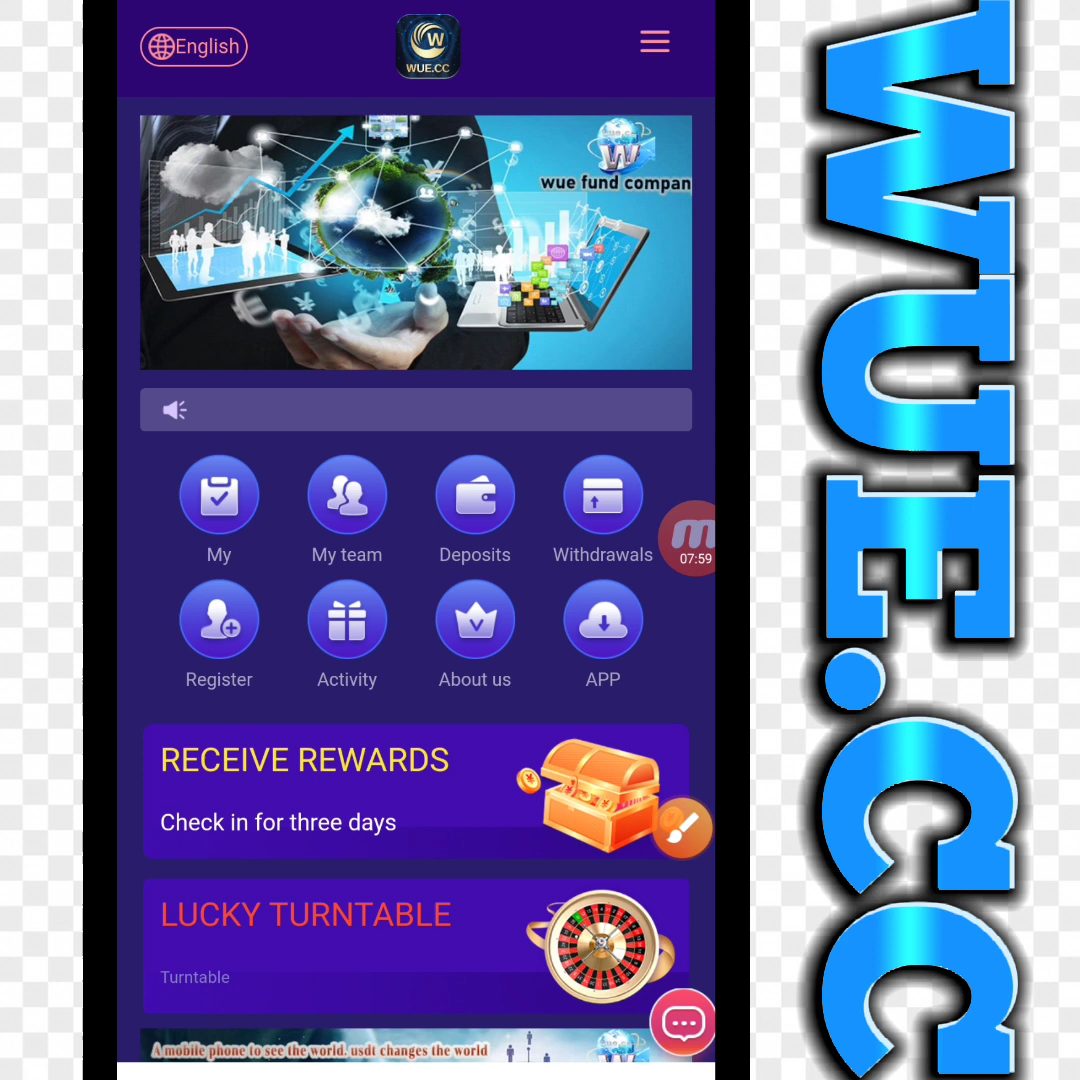 English
W
WUE.CC
wue.cc
W
wue fund compan
My
My team
Deposits
Withdrawals
m
07:59
Register
Activity
About us
APP
RECEIVE REWARDS
Check in for three days
LUCKY TURNTABLE
Turntable
A mobile phone to see the world. usdt changes the world
WUE.CC